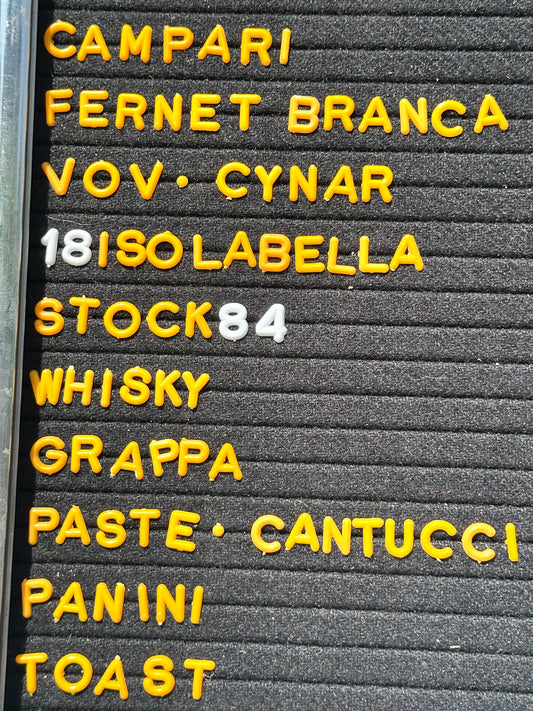 CAMPARI
FERNET BRANCA
VOV· CYNAR
18ISOLABELLA
STOCK84
WHISKY
GRAPPA
PASTE· CANTUCCI
PANINI
TOAST